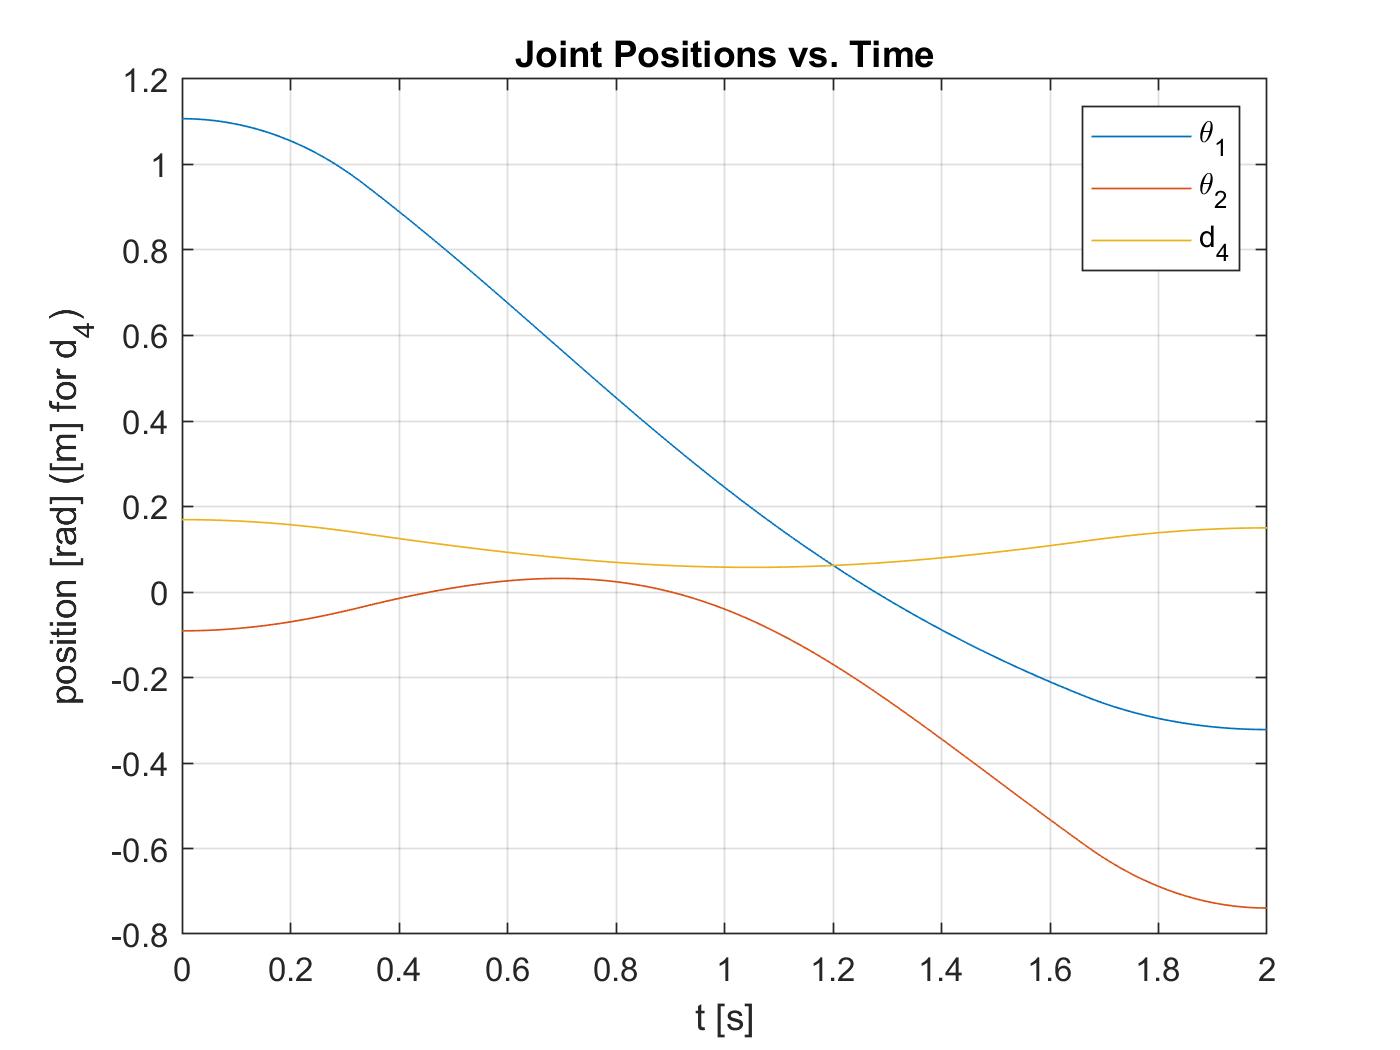 Joint Positions vs. Time
1.2
1
0.8
0.6
0.4
0.2
0
-0.2
-0.4
-0.6
-0.8
position [rad] ([m] for d4)
θ1
θ2
d4
0 0.2 0.4 0.6 0.8 1 1.2 1.4 1.6 1.8 2
t [s]